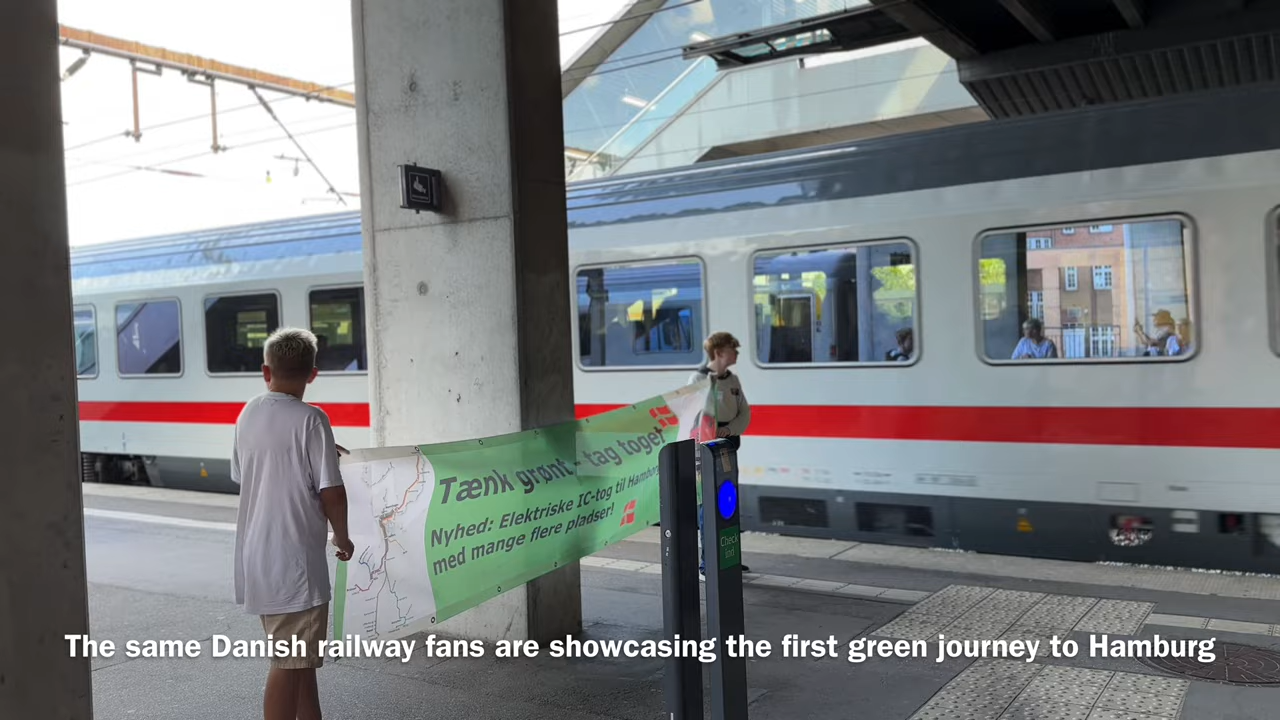 Tænk grønt - tag toget
Nyhed: Elektriske IC-tog til Hamborg
med mange flere pladser!
Check
ind
The same Danish railway fans are showcasing the first green journey to Hamburg